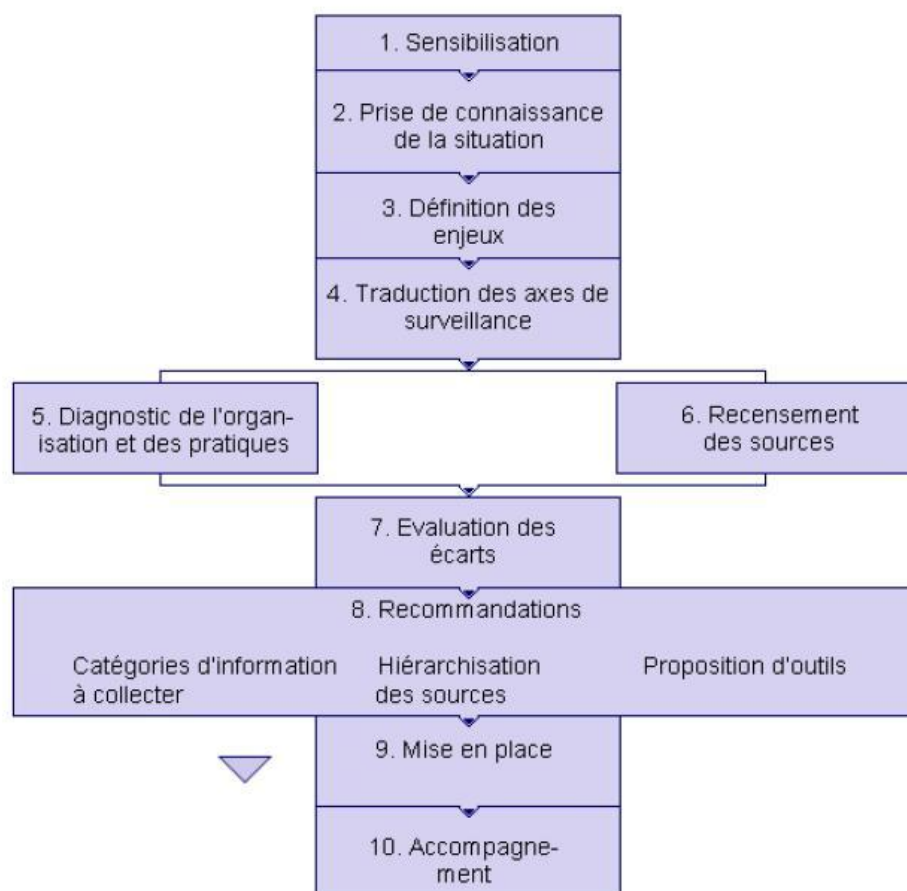 1. Sensibilisation
2. Prise de connaissance
de la situation
3. Définition des
enjeux
4. Traduction des axes de
surveillance
5. Diagnostic de l'organ-
isation et des pratiques
6. Recensement
des sources
7. Evaluation des
écarts
8. Recommandations
Catégories d'information
à collecter
Hiérarchisation
des sources
Proposition d'outils
9. Mise en place
10. Accompagne-
ment